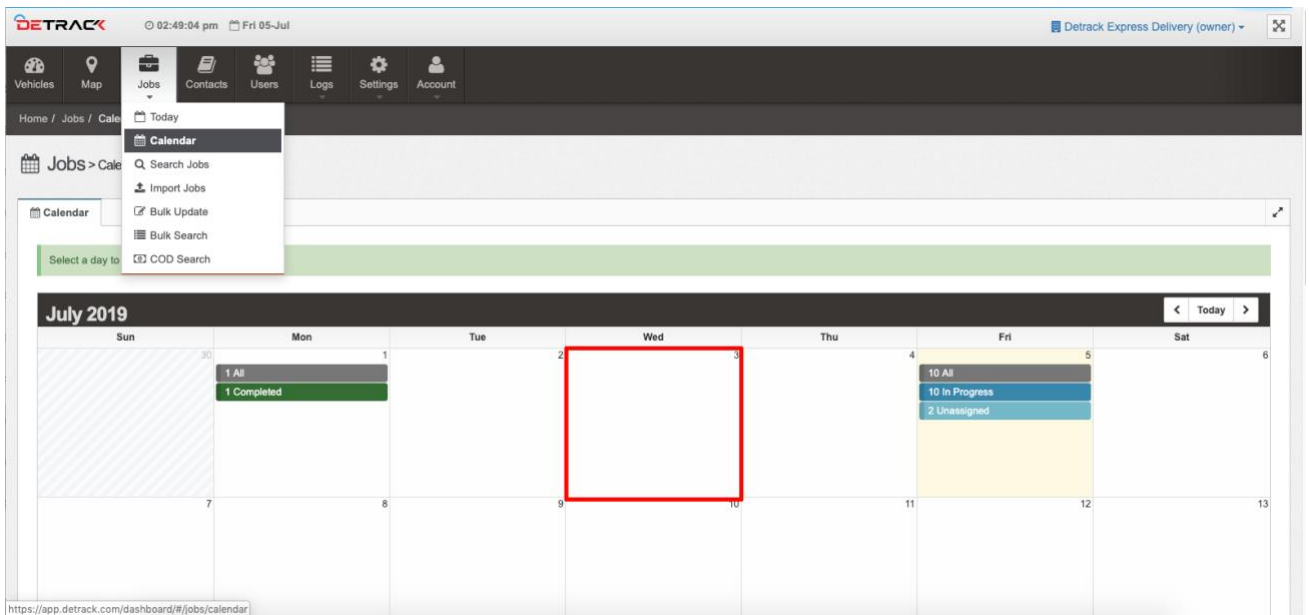 DETRACK 02:49:04 pm Fri 05-Jul Detrack Express Delivery (owner)
Vehicles Map Jobs Contacts Users Logs Settings Account
Home / Jobs / Cale
Today
Calendar
Jobs > Cale
Search Jobs
Import Jobs
Calendar
Bulk Update
Bulk Search
Select a day to
COD Search
July 2019 Today
Sun Mon Tue Wed Thu Fri Sat
30 1 2 3 4 5 6
1 All 10 All
1 Completed 10 In Progress
2 Unassigned
7 8 9 10 11 12 13
https://app.detrack.com/dashboard/#/jobs/calendar